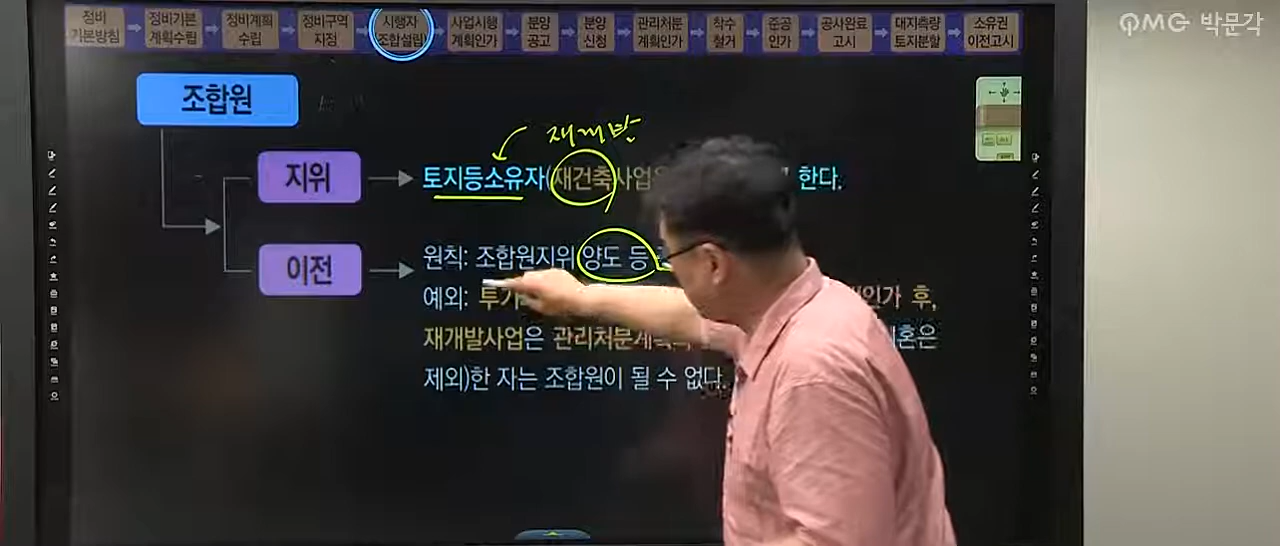 정비
기본방침
정비기본
계획수립
정비계획
수립
정비구역
지정
시행자
조합설립
사업시행
계획인가
분양
공고
분양
신청
관리처분
계획인가
착수
철거
준공
인가
공사완료
고시
대지측량
토지분할
소유권
이전고시
QMG 박문각
조합원
재개발
지위
토지등소유자(재건축사업은 한다.
이전
원칙: 조합원지위 양도 등
예외: 투기 인가 후,
재개발사업은 관리처분계획 이혼은
제외)한 자는 조합원이 될 수 없다.